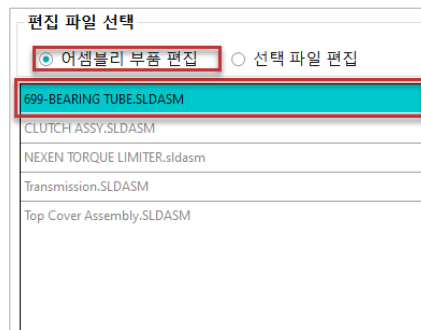 편집 파일 선택
어셈블리 부품 편집 선택 파일 편집
699-BEARING TUBE.SLDASM
CLUTCH ASSY.SLDASM
NEXEN TORQUE LIMITER.sldasm
Transmission.SLDASM
Top Cover Assembly.SLDASM